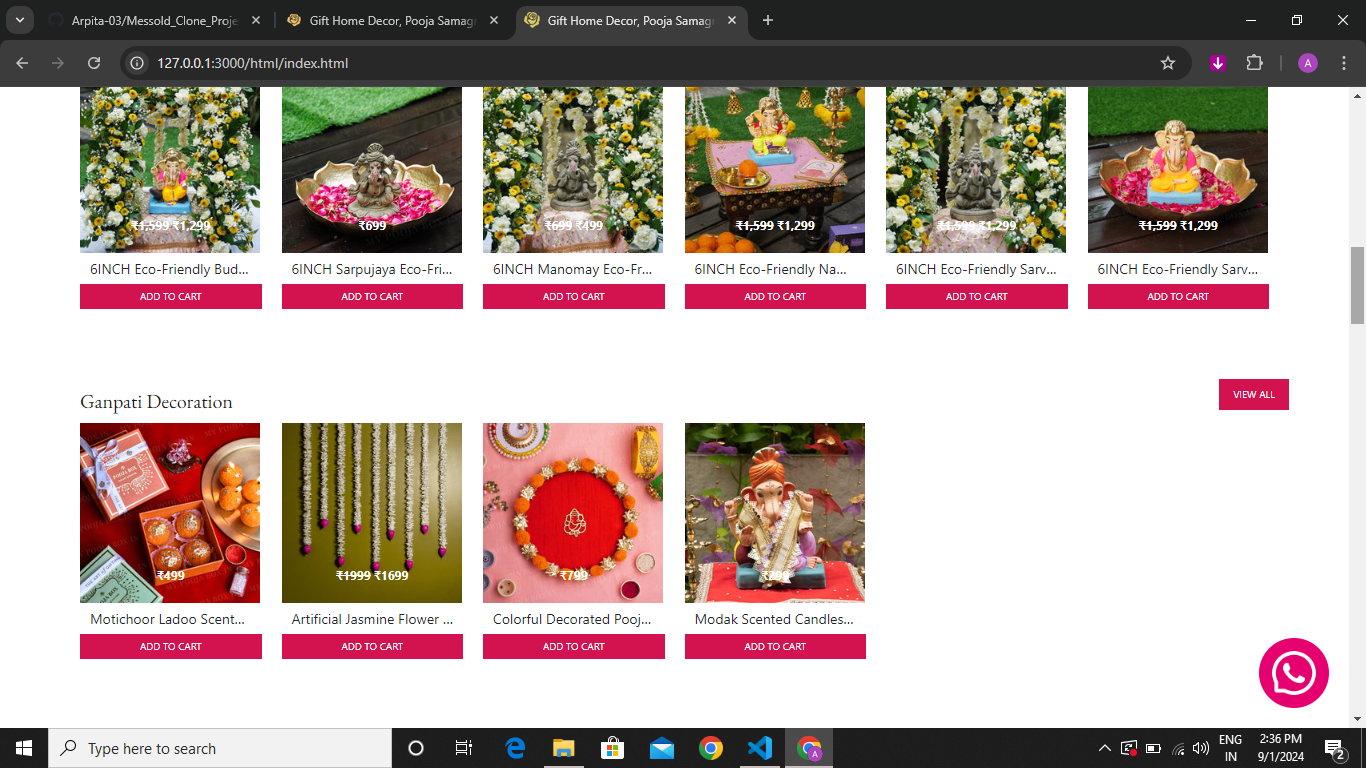 Arpita-03/Messold_Clone_Proje
Gift Home Decor, Pooja Samagr
Gift Home Decor, Pooja Samagr
127.0.0.1:3000/html/index.html
A
₹1,599 ₹1,299
₹699
₹699 ₹499
₹1,599 ₹1,299
₹1,599 ₹1,299
₹1,599 ₹1,299
6INCH Eco-Friendly Bud...
6INCH Sarpujaya Eco-Fri...
6INCH Manomay Eco-Fr...
6INCH Eco-Friendly Na...
6INCH Eco-Friendly Sarv...
6INCH Eco-Friendly Sarv...
ADD TO CART
ADD TO CART
ADD TO CART
ADD TO CART
ADD TO CART
ADD TO CART
Ganpati Decoration
VIEW ALL
₹499
₹1999 ₹1699
₹799
₹299
Motichoor Ladoo Scent...
Artificial Jasmine Flower ...
Colorful Decorated Pooj...
Modak Scented Candles...
ADD TO CART
ADD TO CART
ADD TO CART
ADD TO CART
Type here to search
A
ENG
IN
2:36 PM
9/1/2024
2